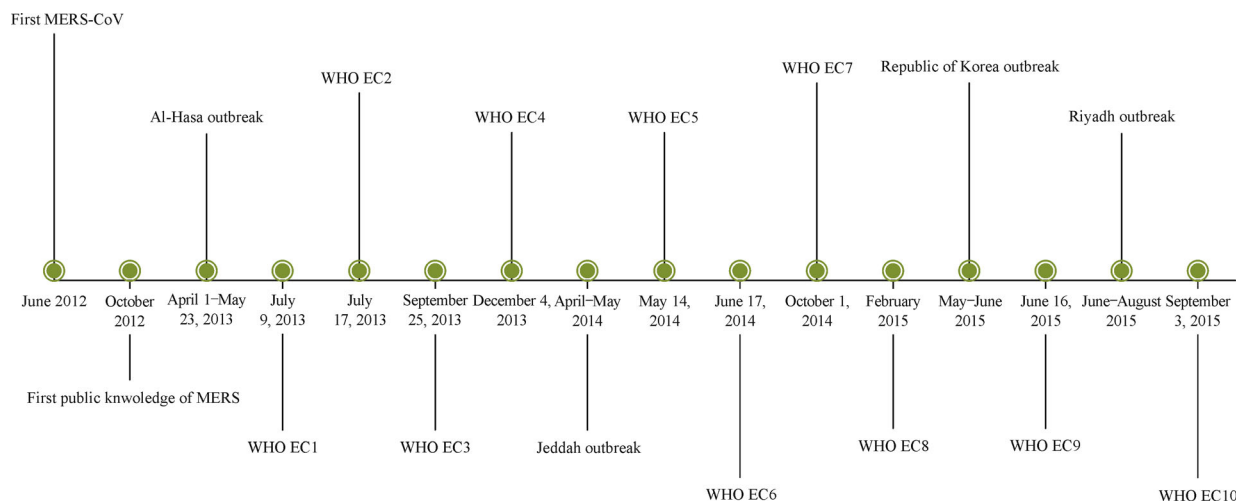 First MERS-CoV
Republic of Korea outbreak
WHO EC7
WHO EC2
Al-Hasa outbreak
WHO EC4
WHO EC5
Riyadh outbreak
June 2012
October
2012
April 1–May
23, 2013
July
9, 2013
July
17, 2013
September
25, 2013
December 4,
2013
April–May
2014
May 14,
2014
June 17,
2014
October 1,
2014
February
2015
May–June
2015
June 16,
2015
June–August
2015
September
3, 2015
First public knwoledge of MERS
WHO EC1
WHO EC3
Jeddah outbreak
WHO EC8
WHO EC9
WHO EC6
WHO EC10